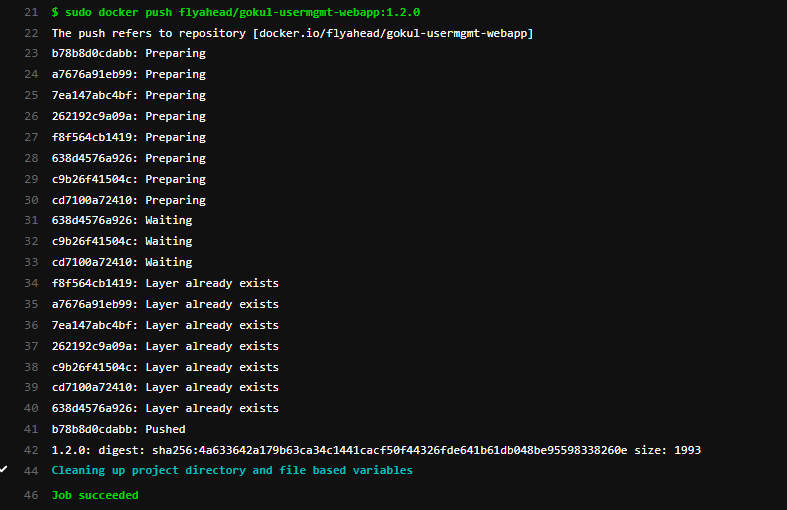 21 $ sudo docker push flyahead/gokul-usermgmt-webapp:1.2.0
22 The push refers to repository [docker.io/flyahead/gokul-usermgmt-webapp]
23 b78b8d0cdabb: Preparing
24 a7676a91eb99: Preparing
25 7ea147abc4bf: Preparing
26 262192c9a09a: Preparing
27 f8f564cb1419: Preparing
28 638d4576a926: Preparing
29 c9b26f41504c: Preparing
30 cd7100a72410: Preparing
31 638d4576a926: Waiting
32 c9b26f41504c: Waiting
33 cd7100a72410: Waiting
34 f8f564cb1419: Layer already exists
35 a7676a91eb99: Layer already exists
36 7ea147abc4bf: Layer already exists
37 262192c9a09a: Layer already exists
38 c9b26f41504c: Layer already exists
39 cd7100a72410: Layer already exists
40 638d4576a926: Layer already exists
41 b78b8d0cdabb: Pushed
42 1.2.0: digest: sha256:4a633642a179b63ca34c1441cacf50f44326fde641b61db048be95598338260e size: 1993
44 Cleaning up project directory and file based variables
46 Job succeeded